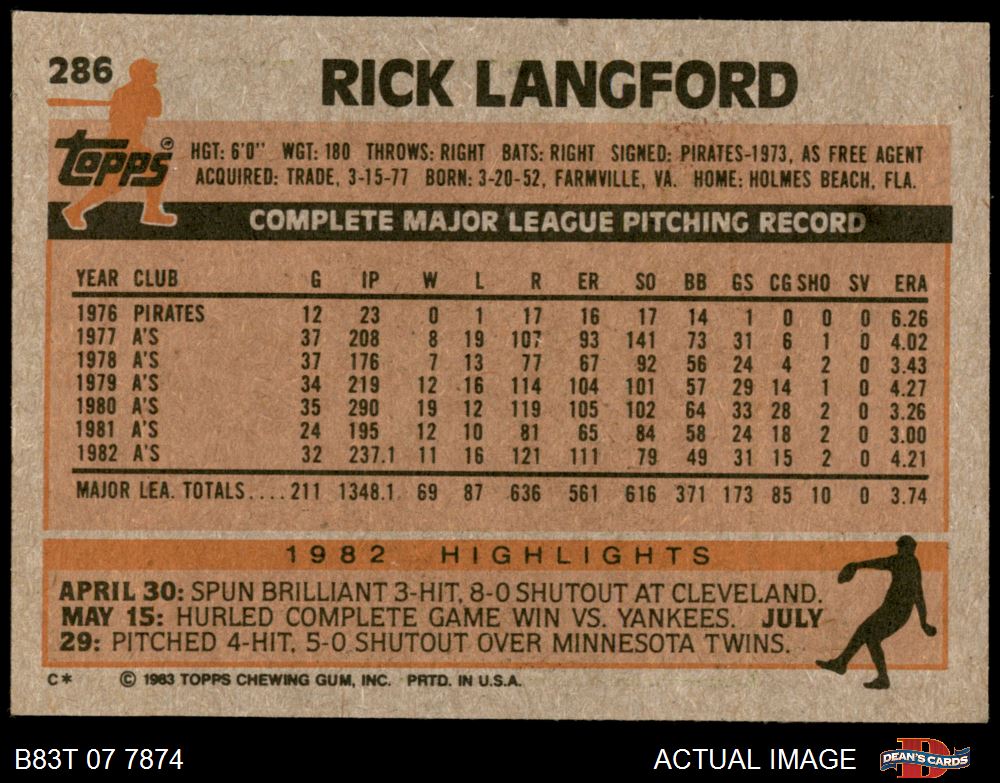 286
RICK LANGFORD
topps®
HGT: 6'0" WGT: 180 THROWS: RIGHT BATS: RIGHT SIGNED: PIRATES-1973, AS FREE AGENT
ACQUIRED: TRADE, 3-15-77 BORN: 3-20-52, FARMVILLE, VA. HOME: HOLMES BEACH, FLA.
COMPLETE MAJOR LEAGUE PITCHING RECORD
YEAR CLUB G IP W L R ER SO BB GS CG SHO SV ERA
1976 PIRATES 12 23 0 1 17 16 17 14 1 0 0 0 6.26
1977 A'S 37 208 8 19 107 93 141 73 31 6 1 0 4.02
1978 A'S 37 176 7 13 77 67 92 56 24 4 2 0 3.43
1979 A'S 34 219 12 16 114 104 101 57 29 14 1 0 4.27
1980 A'S 35 290 19 12 119 105 102 64 33 28 2 0 3.26
1981 A'S 24 195 12 10 81 65 84 58 24 18 2 0 3.00
1982 A'S 32 237.1 11 16 121 111 79 49 31 15 2 0 4.21
MAJOR LEA. TOTALS.... 211 1348.1 69 87 636 561 616 371 173 85 10 0 3.74
1982 HIGHLIGHTS
APRIL 30: SPUN BRILLIANT 3-HIT, 8-0 SHUTOUT AT CLEVELAND.
MAY 15: HURLED COMPLETE GAME WIN VS. YANKEES. JULY
29: PITCHED 4-HIT, 5-0 SHUTOUT OVER MINNESOTA TWINS.
C* © 1983 TOPPS CHEWING GUM, INC. PRTD. IN U.S.A.
B83T 07 7874 ACTUAL IMAGE DEAN'S CARDS